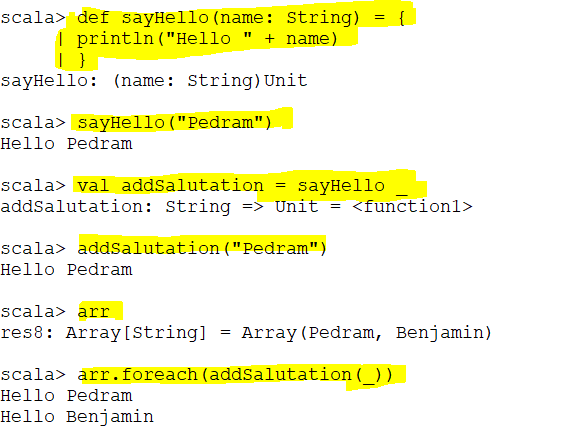 scala> def sayHello(name: String) = {
| println("Hello " + name)
| }
sayHello: (name: String)Unit
scala> sayHello("Pedram")
Hello Pedram
scala> val addSalutation = sayHello _
addSalutation: String => Unit = <function1>
scala> addSalutation("Pedram")
Hello Pedram
scala> arr
res8: Array[String] = Array(Pedram, Benjamin)
scala> arr.foreach(addSalutation(_))
Hello Pedram
Hello Benjamin